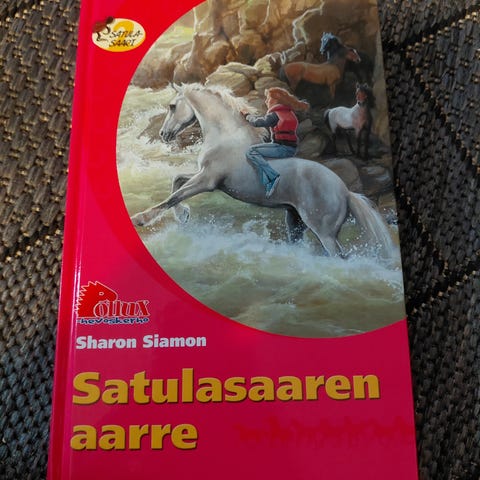 SATULA
SAARI
Pollux
hevoskerho
Sharon Siamon
Satulasaaren
aarre